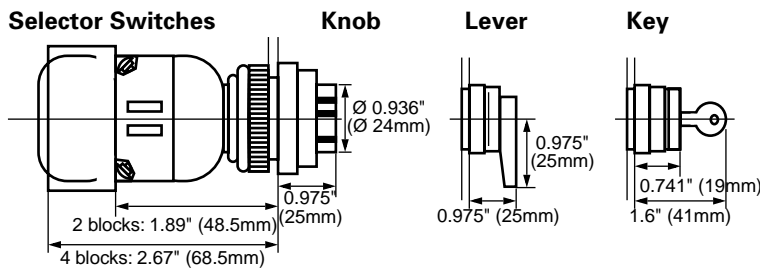 Selector Switches
Knob
Lever
Key
Ø 0.936"
(Ø 24mm)
0.975"
(25mm)
2 blocks: 1.89" (48.5mm)
4 blocks: 2.67" (68.5mm)
0.975"
(25mm)
0.975" (25mm)
0.741" (19mm)
1.6" (41mm)